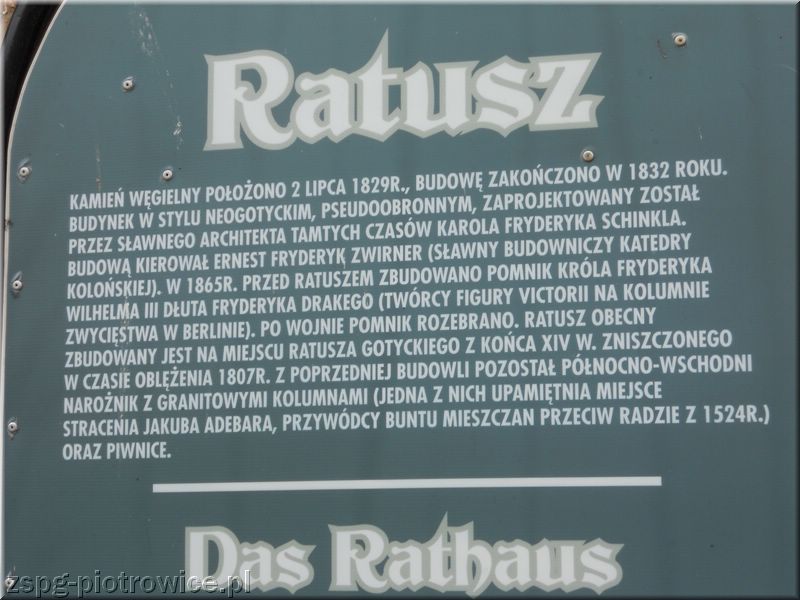 Ratusz
KAMIEŃ WĘGIELNY POŁOŻONO 2 LIPCA 1829R., BUDOWĘ ZAKOŃCZONO W 1832 ROKU.
BUDYNEK W STYLU NEOGOTYCKIM, PSEUDOOBRONNYM, ZAPROJEKTOWANY ZOSTAŁ
PRZEZ SŁAWNEGO ARCHITEKTA TAMTYCH CZASÓW KAROLA FRYDERYKA SCHINKLA.
BUDOWĄ KIEROWAŁ ERNEST FRYDERYK ZWIRNER (SŁAWNY BUDOWNICZY KATEDRY
KOLOŃSKIEJ). W 1865R. PRZED RATUSZEM ZBUDOWANO POMNIK KRÓLA FRYDERYKA
WILHELMA III DŁUTA FRYDERYKA DRAKEGO (TWÓRCY FIGURY VICTORII NA KOLUMNIE
ZWYCIĘSTWA W BERLINIE). PO WOJNIE POMNIK ROZEBRANO. RATUSZ OBECNY
ZBUDOWANY JEST NA MIEJSCU RATUSZA GOTYCKIEGO Z KOŃCA XIV W. ZNISZCZONEGO
W CZASIE OBLĘŻENIA 1807R. Z POPRZEDNIEJ BUDOWLI POZOSTAŁ PÓŁNOCNO-WSCHODNI
NAROŻNIK Z GRANITOWYMI KOLUMNAMI (JEDNA Z NICH UPAMIĘTNIA MIEJSCE
STRACENIA JAKUBA ADEBARA, PRZYWÓDCY BUNTU MIESZCZAN PRZECIW RADZIE Z 1524R.)
ORAZ PIWNICE.
Das Rathaus
zspg-piotrowice.pl